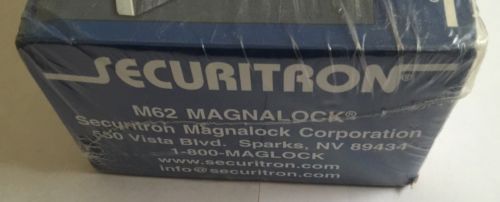 SECURITRON®
M62 MAGNALOCK®
Securitron Magnalock Corporation
550 Vista Blvd. Sparks, NV 89434
1-800-MAGLOCK
www.securitron.com
info@securitron.com